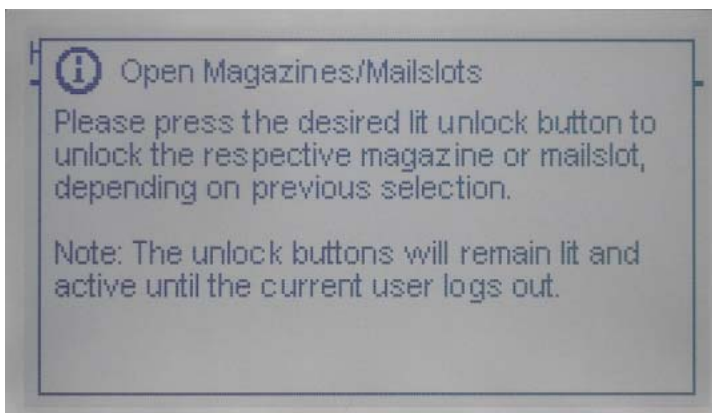 Open Magazines/Mailslots
Please press the desired lit unlock button to
unlock the respective magazine or mailslot,
depending on previous selection.
Note: The unlock buttons will remain lit and
active until the current user logs out.